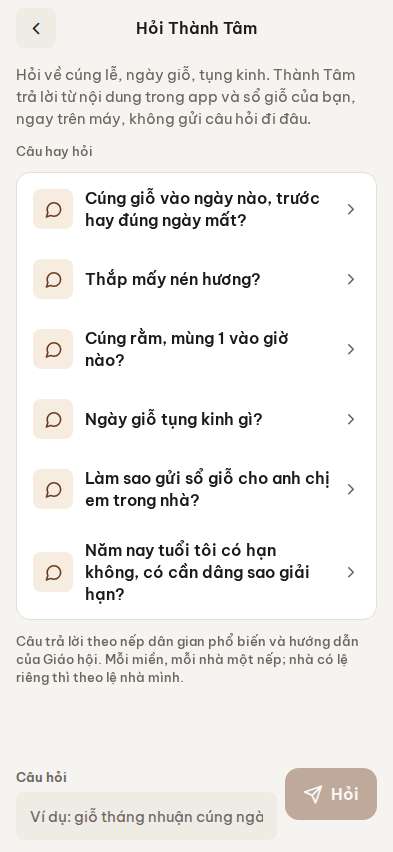 Hỏi Thành Tâm
Hỏi về cúng lễ, ngày giỗ, tụng kinh. Thành Tâm
trả lời từ nội dung trong app và sổ giỗ của bạn,
ngay trên máy, không gửi câu hỏi đi đâu.
Câu hay hỏi
Cúng giỗ vào ngày nào, trước
hay đúng ngày mất?
Thắp mấy nén hương?
Cúng rằm, mùng 1 vào giờ
nào?
Ngày giỗ tụng kinh gì?
Làm sao gửi sổ giỗ cho anh chị
em trong nhà?
Năm nay tuổi tôi có hạn
không, có cần dâng sao giải
hạn?
Câu trả lời theo nếp dân gian phổ biến và hướng dẫn
của Giáo hội. Mỗi miền, mỗi nhà một nếp; nhà có lệ
riêng thì theo lệ nhà mình.
Câu hỏi
Ví dụ: giỗ tháng nhuận cúng ngà
Hỏi